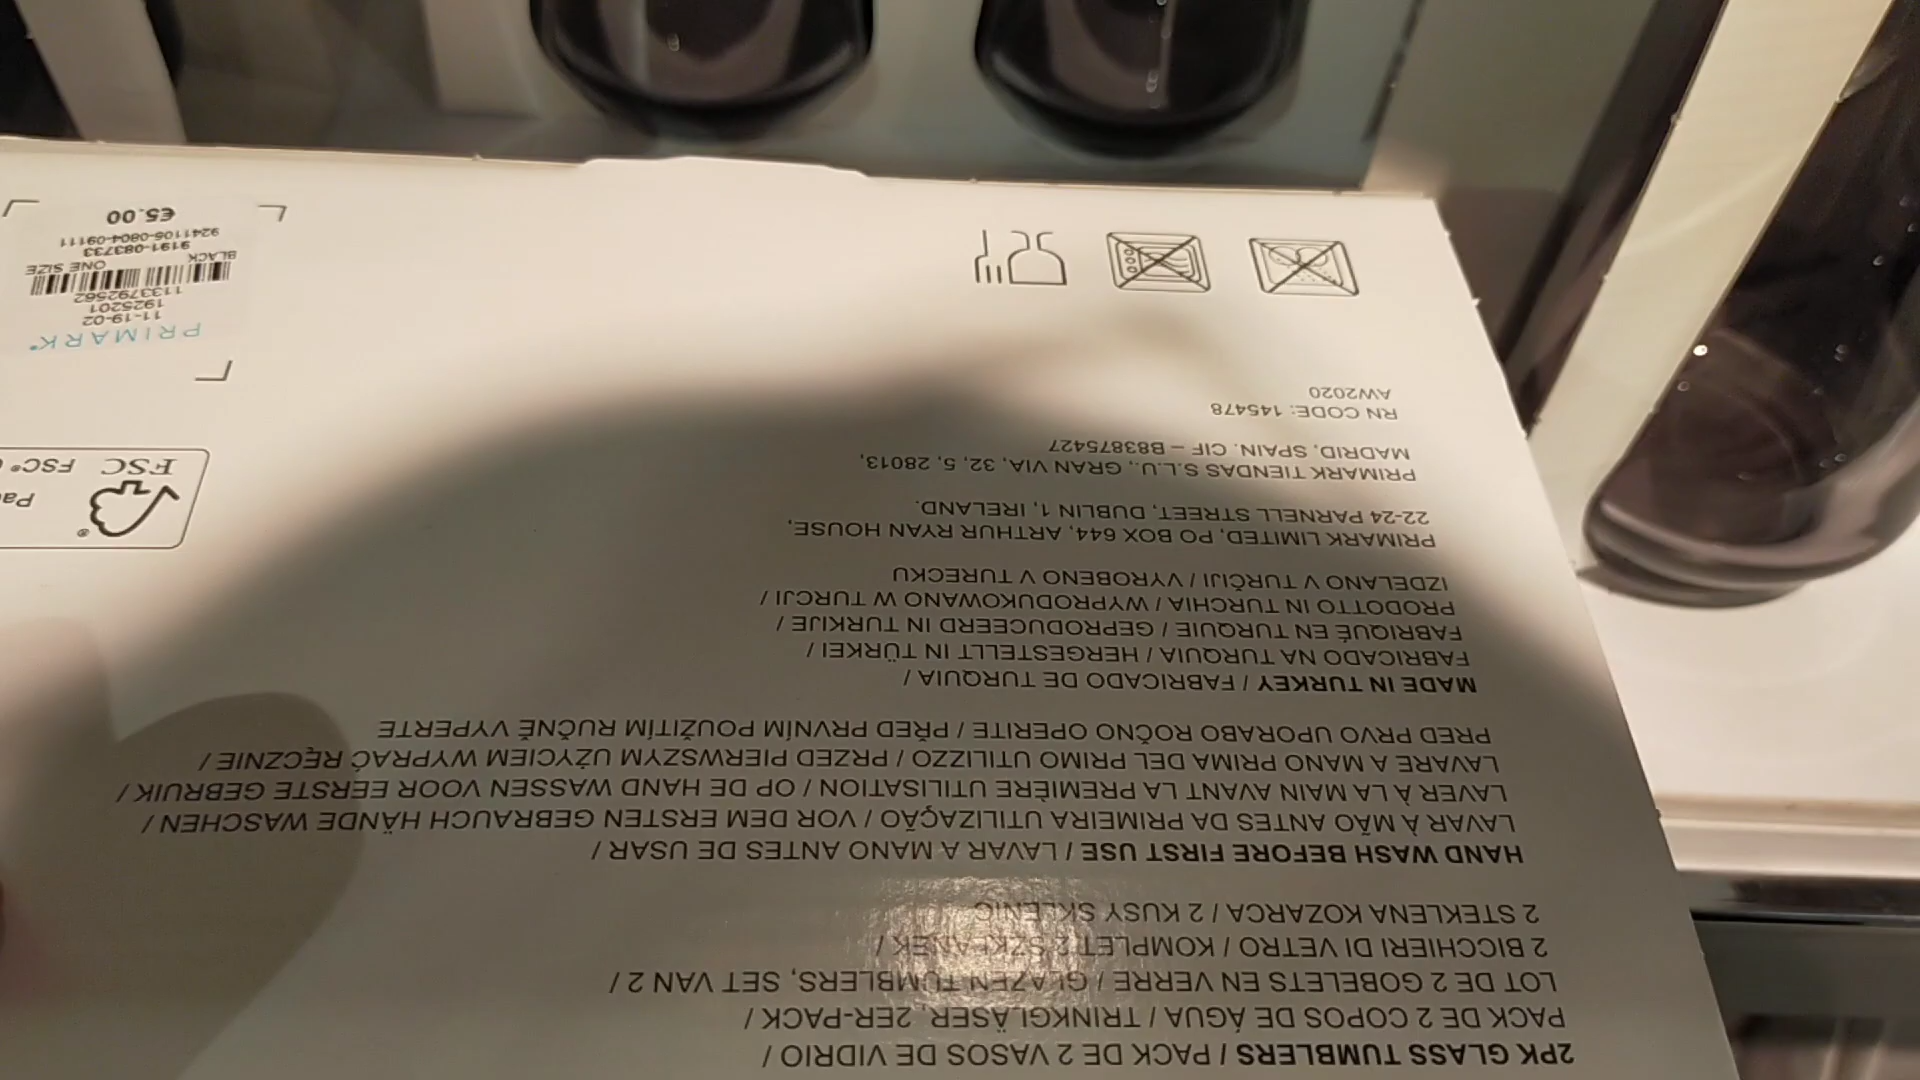 2PK GLASS TUMBLERS / PACK DE 2 VASOS DE VIDRIO /
PACK DE 2 COPOS DE ÁGUA / TRINKGLÄSER, 2ER-PACK /
LOT DE 2 GOBELETS EN VERRE / GLAZEN TUMBLERS, SET VAN 2 /
2 BICCHIERI DI VETRO / KOMPLET 2 SZKLANEK /
2 STEKLENA KOZARCA / 2 KUSY SKLENIC
HAND WASH BEFORE FIRST USE / LAVAR A MANO ANTES DE USAR /
LAVAR À MÃO ANTES DA PRIMEIRA UTILIZAÇÃO / VOR DEM ERSTEN GEBRAUCH HÄNDE WASCHEN /
LAVER À LA MAIN AVANT LA PREMIÈRE UTILISATION / OP DE HAND WASSEN VOOR EERSTE GEBRUIK /
LAVARE A MANO PRIMA DEL PRIMO UTILIZZO / PRZED PIERWSZYM UŻYCIEM WYPRAĆ RĘCZNIE /
PRED PRVO UPORABO ROČNO OPERITE / PŘED PRVNÍM POUŽITÍM RUČNĚ VYPERTE
MADE IN TURKEY / FABRICADO DE TURQUIA /
FABRICADO NA TURQUIA / HERGESTELLT IN TÜRKEI /
FABRIQUÉ EN TURQUIE / GEPRODUCEERD IN TURKIJE /
PRODOTTO IN TURCHIA / WYPRODUKOWANO W TURCJI /
IZDELANO V TURČIJI / VYROBENO V TURECKU
PRIMARK LIMITED, PO BOX 644, ARTHUR RYAN HOUSE,
22-24 PARNELL STREET, DUBLIN 1, IRELAND.
PRIMARK TIENDAS S.L.U., GRAN VIA, 32, 5, 28013,
MADRID, SPAIN. CIF – B83875427
RN CODE: 145478
AW2020
FSC
FSC®
PRIMARK®
11-19-02
1925201
1133792562
BLACK ONE SIZE
9191-083733
9241105-0804-09111
€5.00